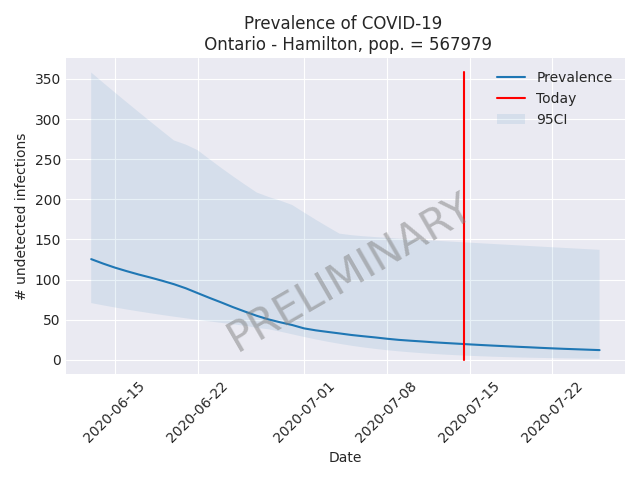 Prevalence of COVID-19
Ontario - Hamilton, pop. = 567979
350
300
250
200
150
100
50
0
# undetected infections
Prevalence
Today
95CI
PRELIMINARY
2020-06-15
2020-06-22
2020-07-01
2020-07-08
2020-07-15
2020-07-22
Date